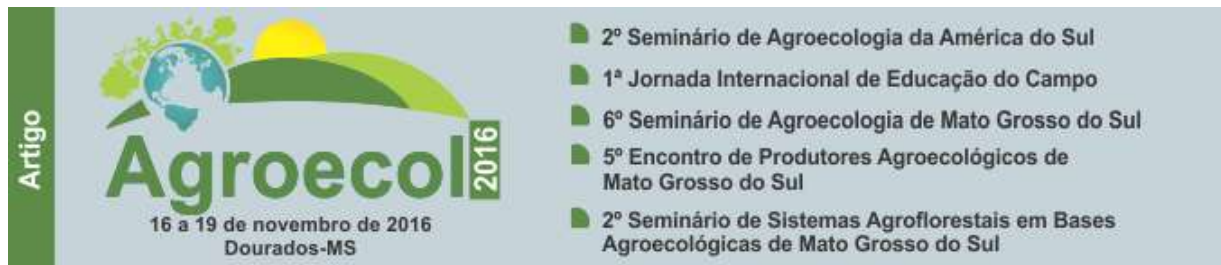 Artigo
Agroecol
2016
16 a 19 de novembro de 2016
Dourados-MS
2º Seminário de Agroecologia da América do Sul
1ª Jornada Internacional de Educação do Campo
6º Seminário de Agroecologia de Mato Grosso do Sul
5º Encontro de Produtores Agroecológicos de
Mato Grosso do Sul
2º Seminário de Sistemas Agroflorestais em Bases
Agroecológicas de Mato Grosso do Sul